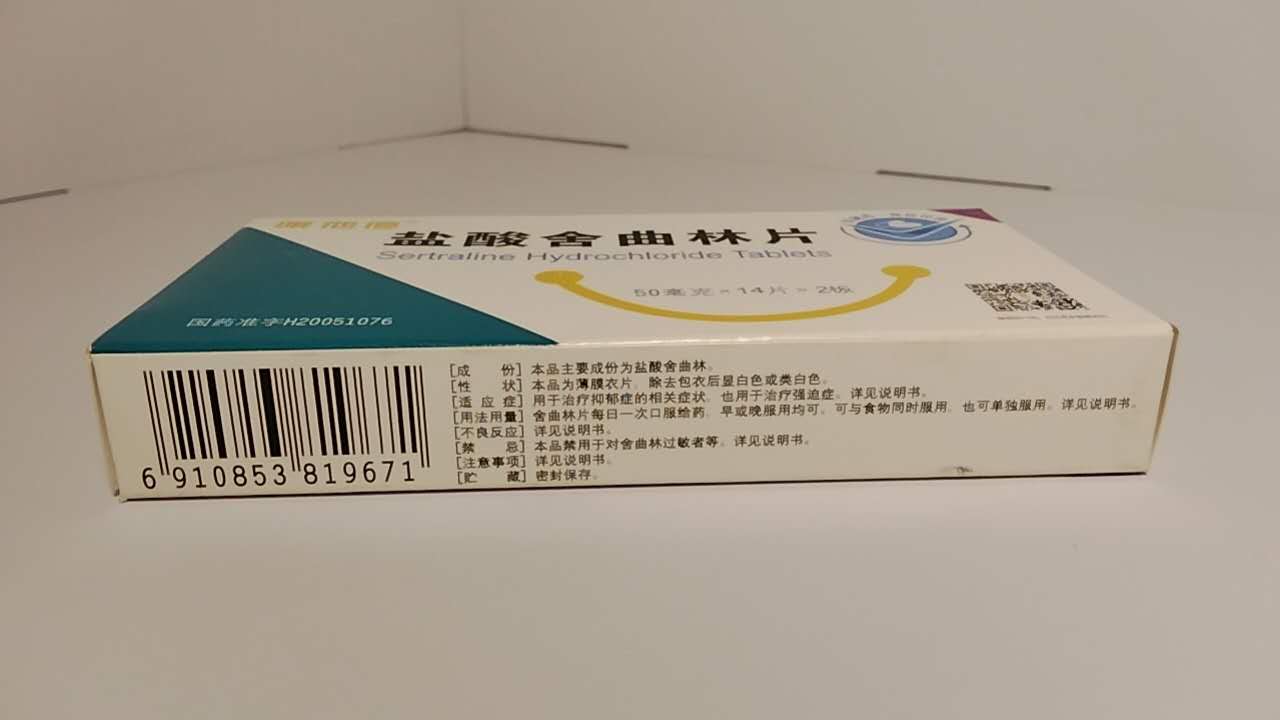 盐酸舍曲林片
Sertraline Hydrochloride Tablets
50毫克×14片×2板
国药准字H20051076
[成 份] 本品主要成份为盐酸舍曲林。
[性 状] 本品为薄膜衣片，除去包衣后显白色或类白色。
[适 应 症] 用于治疗抑郁症的相关症状，也用于治疗强迫症。详见说明书。
[用法用量] 舍曲林片每日一次口服给药，早或晚服用均可。可与食物同时服用，也可单独服用。详见说明书。
[不良反应] 详见说明书。
[禁 忌] 本品禁用于对舍曲林过敏者等。详见说明书。
[注意事项] 详见说明书。
[贮 藏] 密封保存。
6 910853 819671